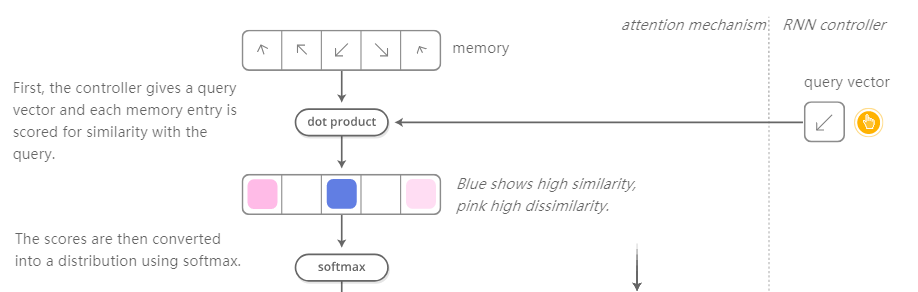 attention mechanism
RNN controller
memory
First, the controller gives a query
vector and each memory entry is
scored for similarity with the
query.
query vector
dot product
Blue shows high similarity,
pink high dissimilarity.
The scores are then converted
into a distribution using softmax.
softmax